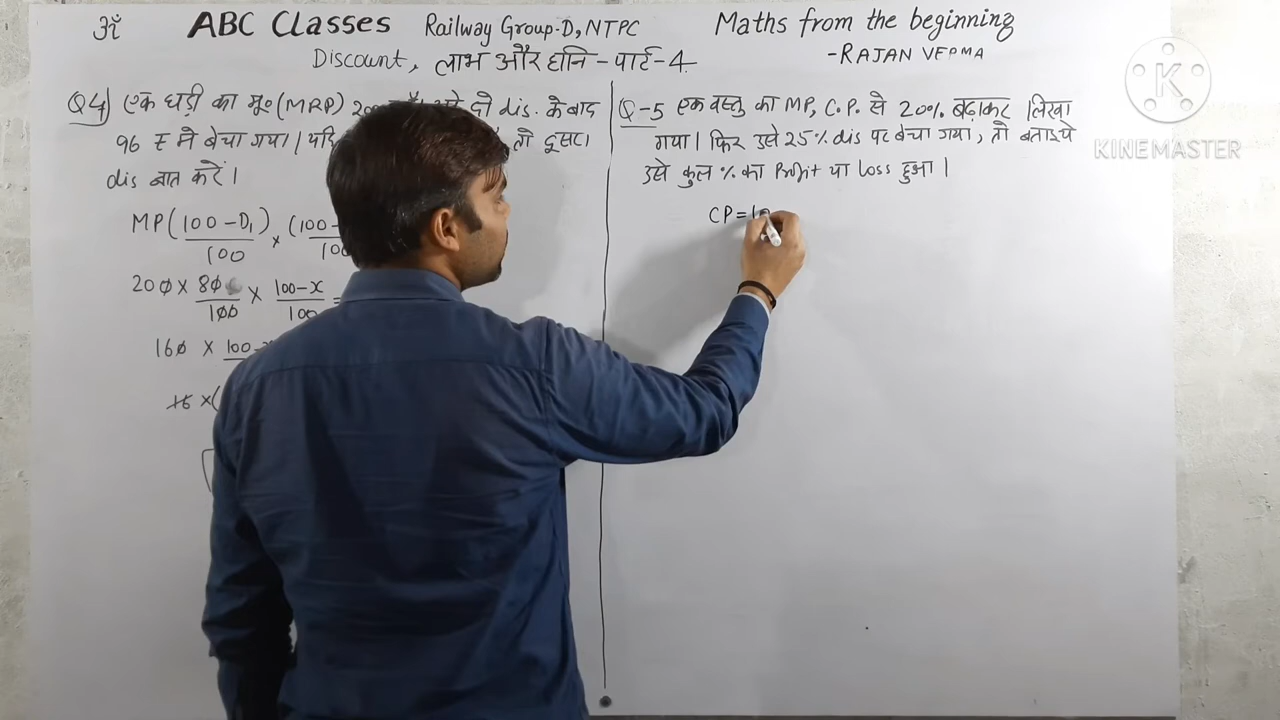 ॐ ABC Classes Railway Group-D, NTPC Maths from the beginning
Discount, लाभ और हानि - पार्ट-4 -RAJAN VERMA
Q4) एक घड़ी का मू० (MRP) 200 दो dis. के बाद
96 ₹ में बेचा गया। यदि तो दूसरा
dis ज्ञात करें।
MP(100-D₁)/100 × (100-
200 × 80/100 × 100-x/100 =
160 × 100-
16 ×(
Q-5 एक वस्तु का MP, C.P. से 20% बढ़ाकर लिखा
गया। फिर उसे 25% dis पर बेचा गया, तो बताइये
उसे कुल % का Profit या Loss हुआ।
CP=10
K
KINEMASTER